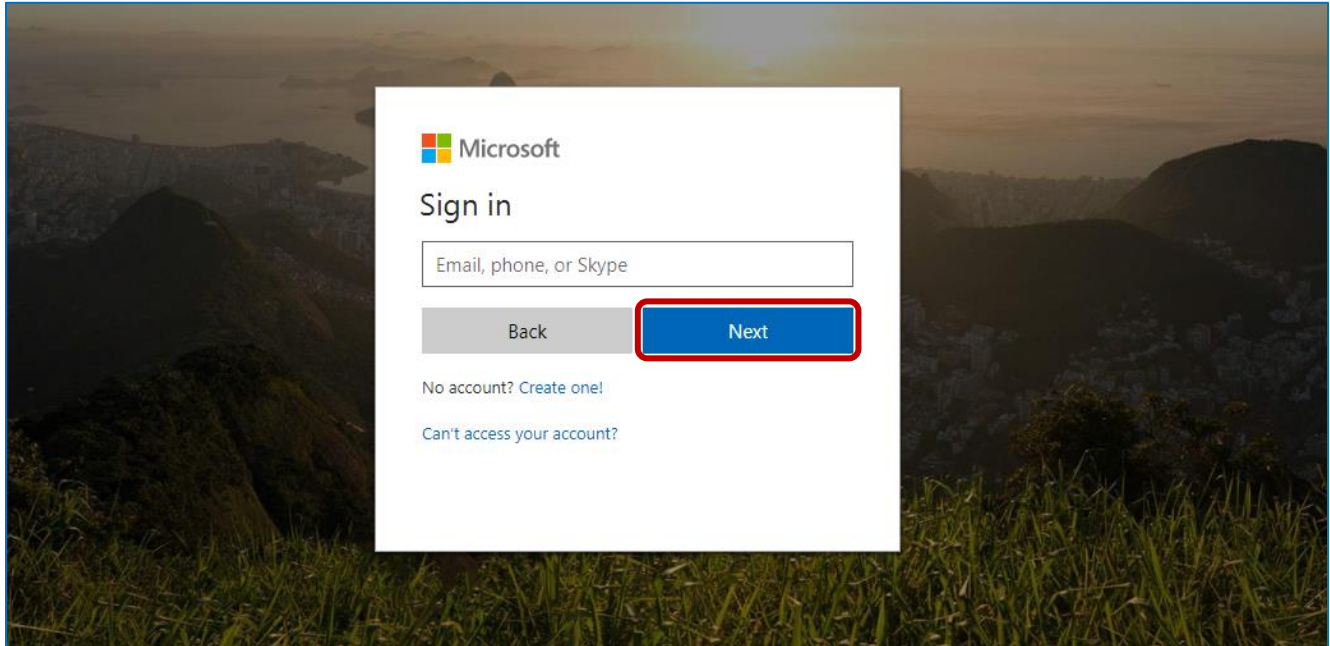 Microsoft
Sign in
Email, phone, or Skype
Back Next
No account? Create one!
Can't access your account?